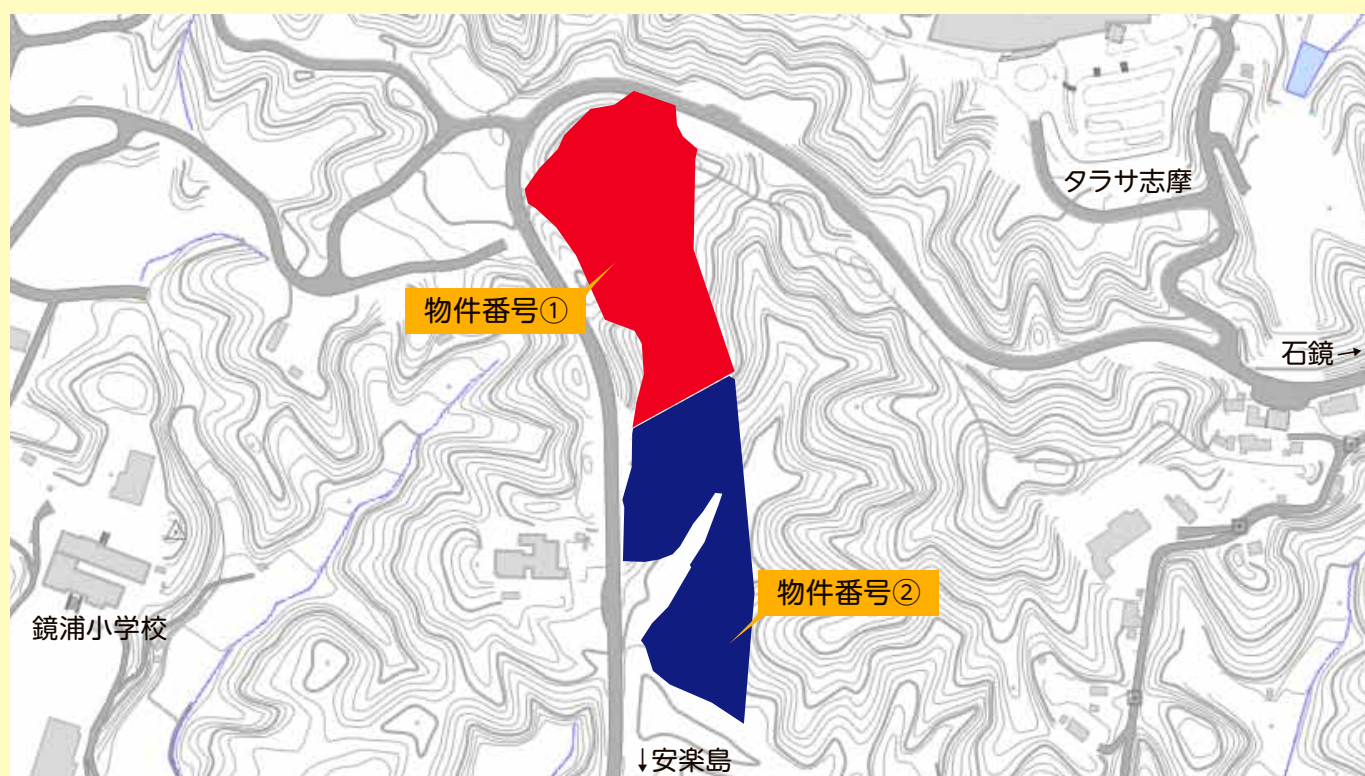 タラサ志摩
物件番号①
石鏡→
物件番号②
鏡浦小学校
↓安楽島